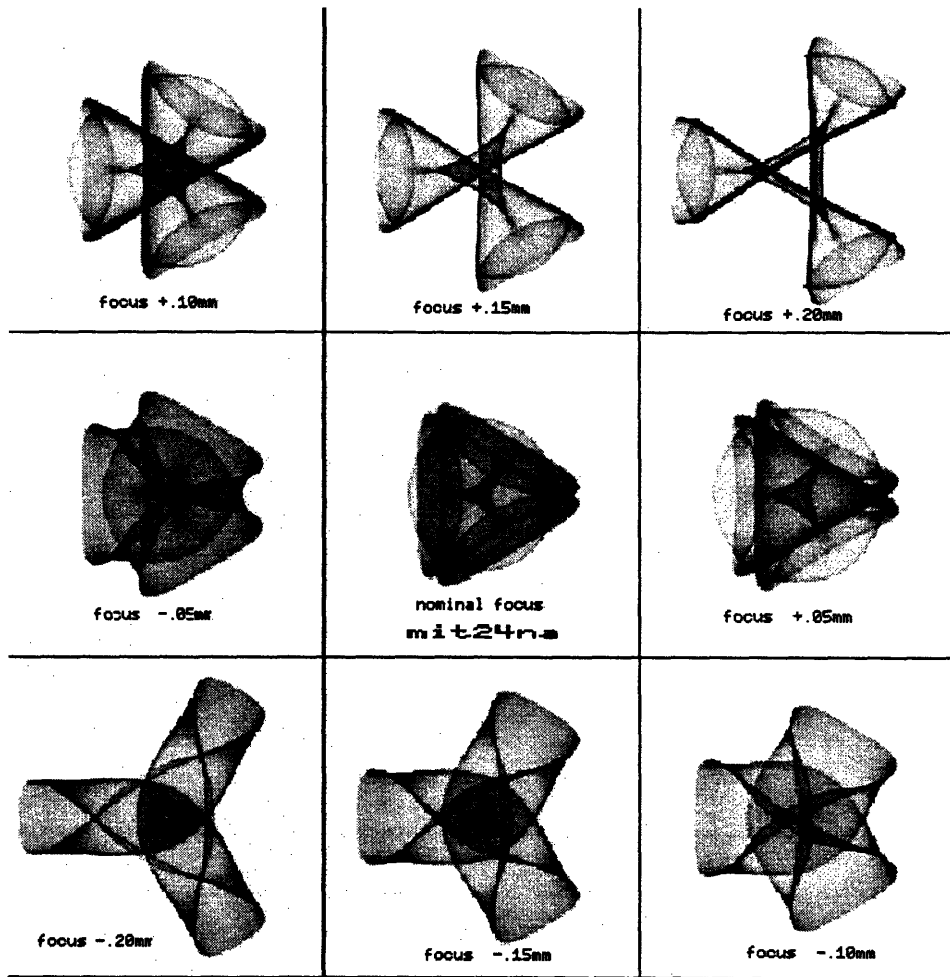 focus +.10mm
focus +.15mm
focus +.20mm
focus -.05mm
nominal focus
mit24na
focus +.05mm
focus -.20mm
focus -.15mm
focus -.10mm